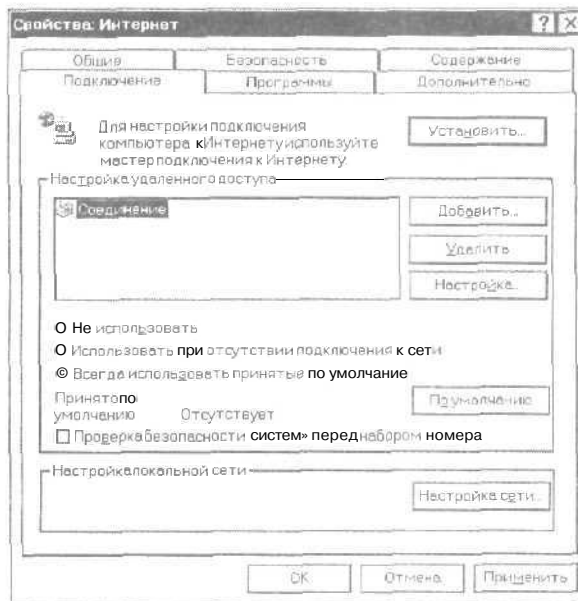 Свойства: Интернет
Общие Безопасность Содержание
Подключение Программы Дополнительно
Для настройки подключения
компьютера к Интернету используйте
мастер подключения к Интернету.
Установить...
Настройка удаленного доступа
Соединение
Добавить...
Удалить
Настройка...
О Не использовать
О Использовать при отсутствии подключения к сети
© Всегда использовать принятые по умолчание
Принято по
умолчанию Отсутствует
По умолчанию
Проверка безопасности систем» перед набором номера
Настройка локальной сети
Настройка сети...
OK Отмена Применить